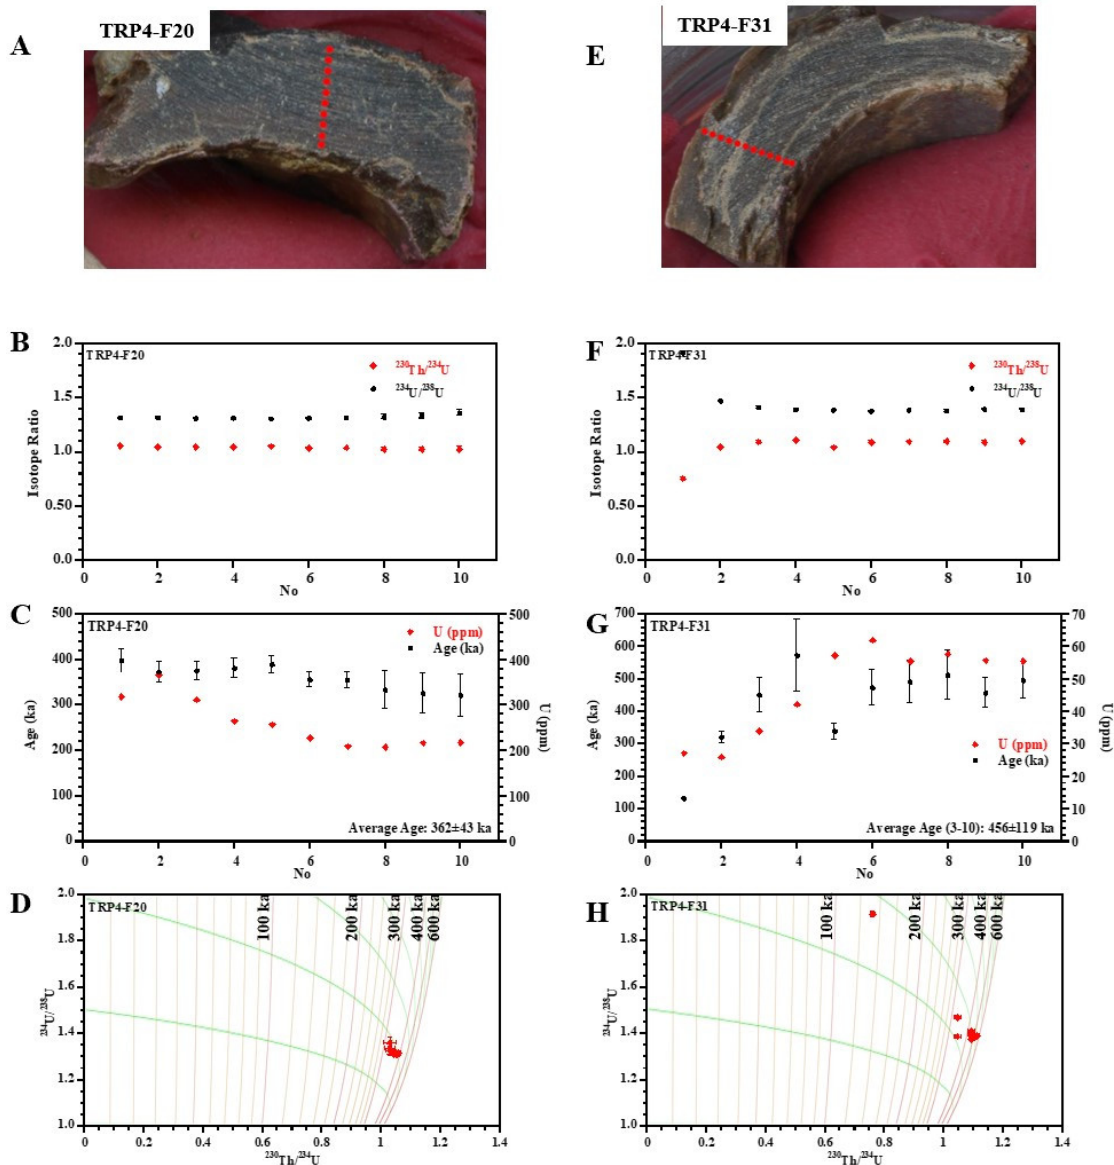 A
TRP4-F20
E
TRP4-F31
B
TRP4-F20
2.0
1.5
1.0
0.50
0.0
Isotope Ratio
²³⁰Th/²³⁴U
²³⁴U/²³⁸U
0 2 4 6 8 10
No
F
TRP4-F31
2.0
1.5
1.0
0.50
0.0
Isotope Ratio
²³⁰Th/²³⁸U
²³⁴U/²³⁸U
0 2 4 6 8 10
No
C
TRP4-F20
500
400
300
200
100
0
Age (ka)
U (ppm)
Age (ka)
Average Age: 362±43 ka
500
400
300
200
100
0
U (ppm)
0 2 4 6 8 10
No
G
TRP4-F31
700
600
500
400
300
200
100
0
Age (ka)
U (ppm)
Age (ka)
Average Age (3-10): 456±119 ka
70
60
50
40
30
20
10
0
U (ppm)
0 2 4 6 8 10
No
D
TRP4-F20
100 ka
200 ka
300 ka
400 ka
600 ka
2.0
1.8
1.6
1.4
1.2
1.0
²³⁴U/²³⁸U
0 0.2 0.4 0.6 0.8 1 1.2 1.4
²³⁰Th/²³⁴U
H
TRP4-F31
100 ka
200 ka
300 ka
400 ka
600 ka
2.0
1.8
1.6
1.4
1.2
1.0
²³⁴U/²³⁸U
0 0.2 0.4 0.6 0.8 1 1.2 1.4
²³⁰Th/²³⁴U